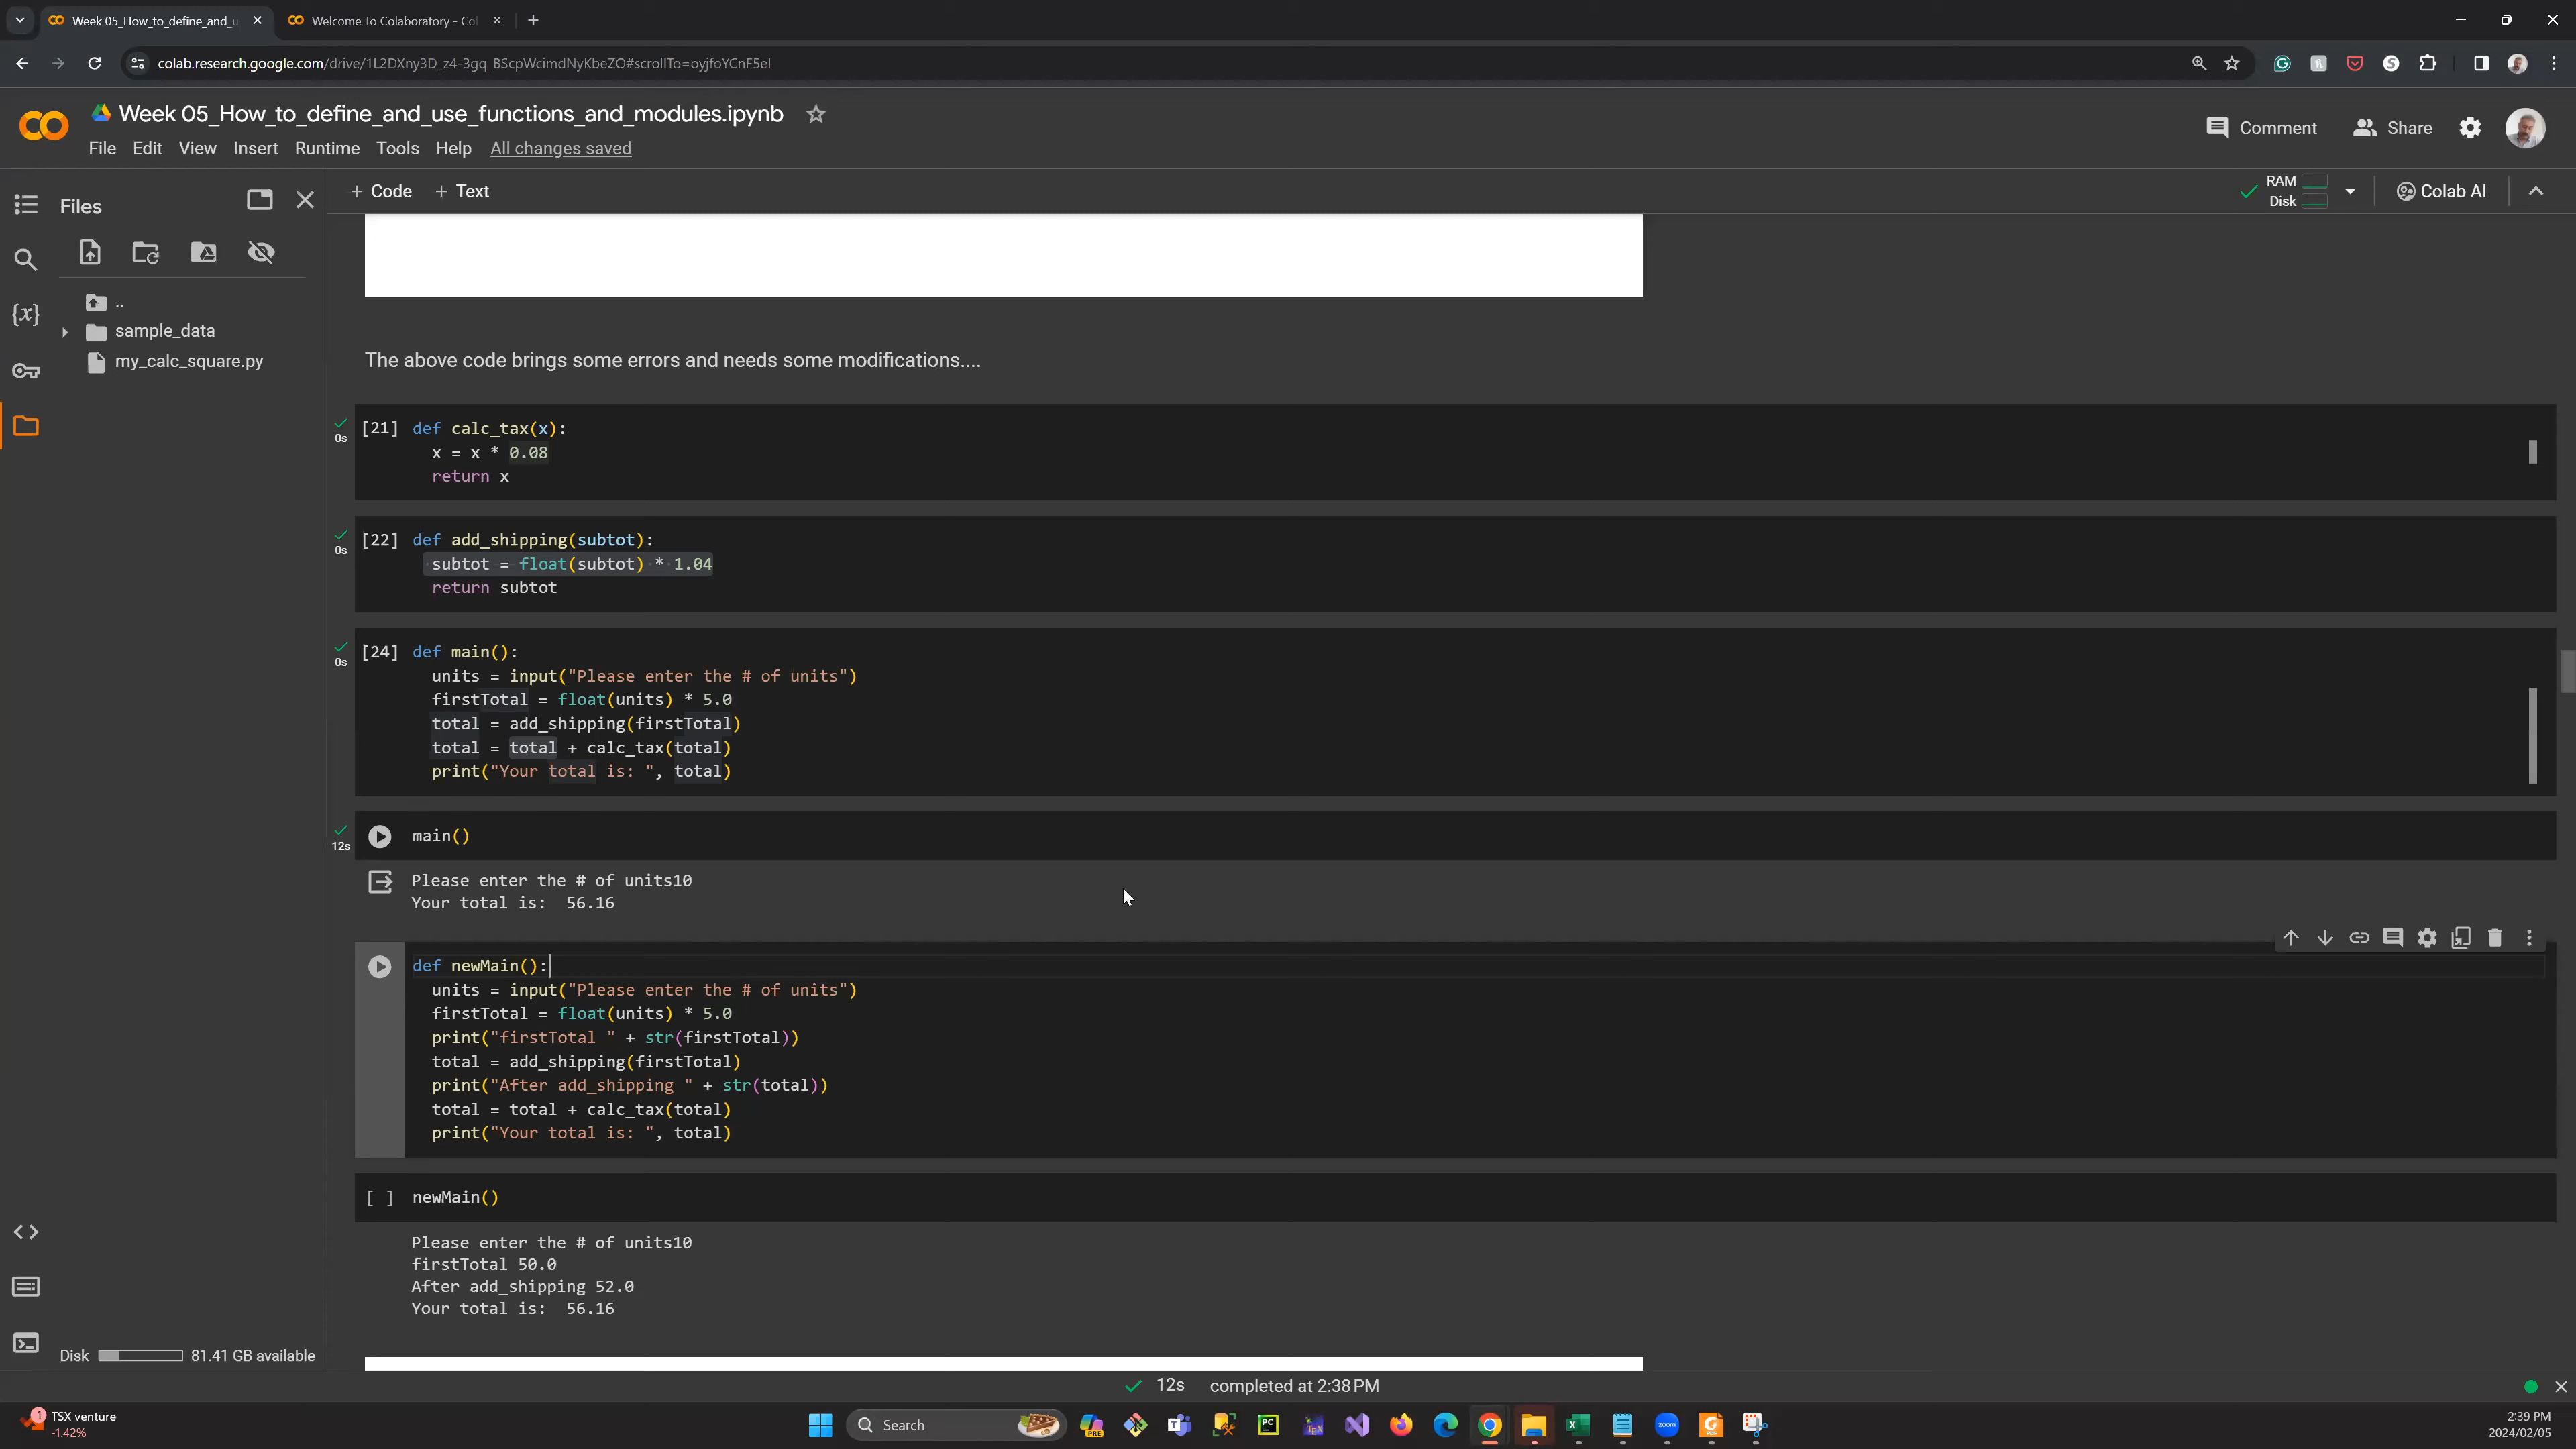 Week 05_How_to_define_and_u
Welcome To Colaboratory - Col
colab.research.google.com/drive/1L2DXny3D_z4-3gq_BScpWcimdNyKbeZO#scrollTo=oyjfoYCnF5eI
Week 05_How_to_define_and_use_functions_and_modules.ipynb
Comment
Share
File Edit View Insert Runtime Tools Help All changes saved
Files
+ Code + Text
RAM
Disk
Colab AI
..
sample_data
my_calc_square.py
{x}
The above code brings some errors and needs some modifications....
0s
[21] def calc_tax(x):
x = x * 0.08
return x
0s
[22] def add_shipping(subtot):
subtot = float(subtot) * 1.04
return subtot
0s
[24] def main():
units = input("Please enter the # of units")
firstTotal = float(units) * 5.0
total = add_shipping(firstTotal)
total = total + calc_tax(total)
print("Your total is: ", total)
12s
main()
Please enter the # of units10
Your total is:  56.16
def newMain():
units = input("Please enter the # of units")
firstTotal = float(units) * 5.0
print("firstTotal " + str(firstTotal))
total = add_shipping(firstTotal)
print("After add_shipping " + str(total))
total = total + calc_tax(total)
print("Your total is: ", total)
[ ] newMain()
Please enter the # of units10
firstTotal 50.0
After add_shipping 52.0
Your total is:  56.16
Disk 81.41 GB available
12s completed at 2:38 PM
1
TSX venture
-1.42%
Search
PRE
PC
zoom
2:39 PM
2024/02/05